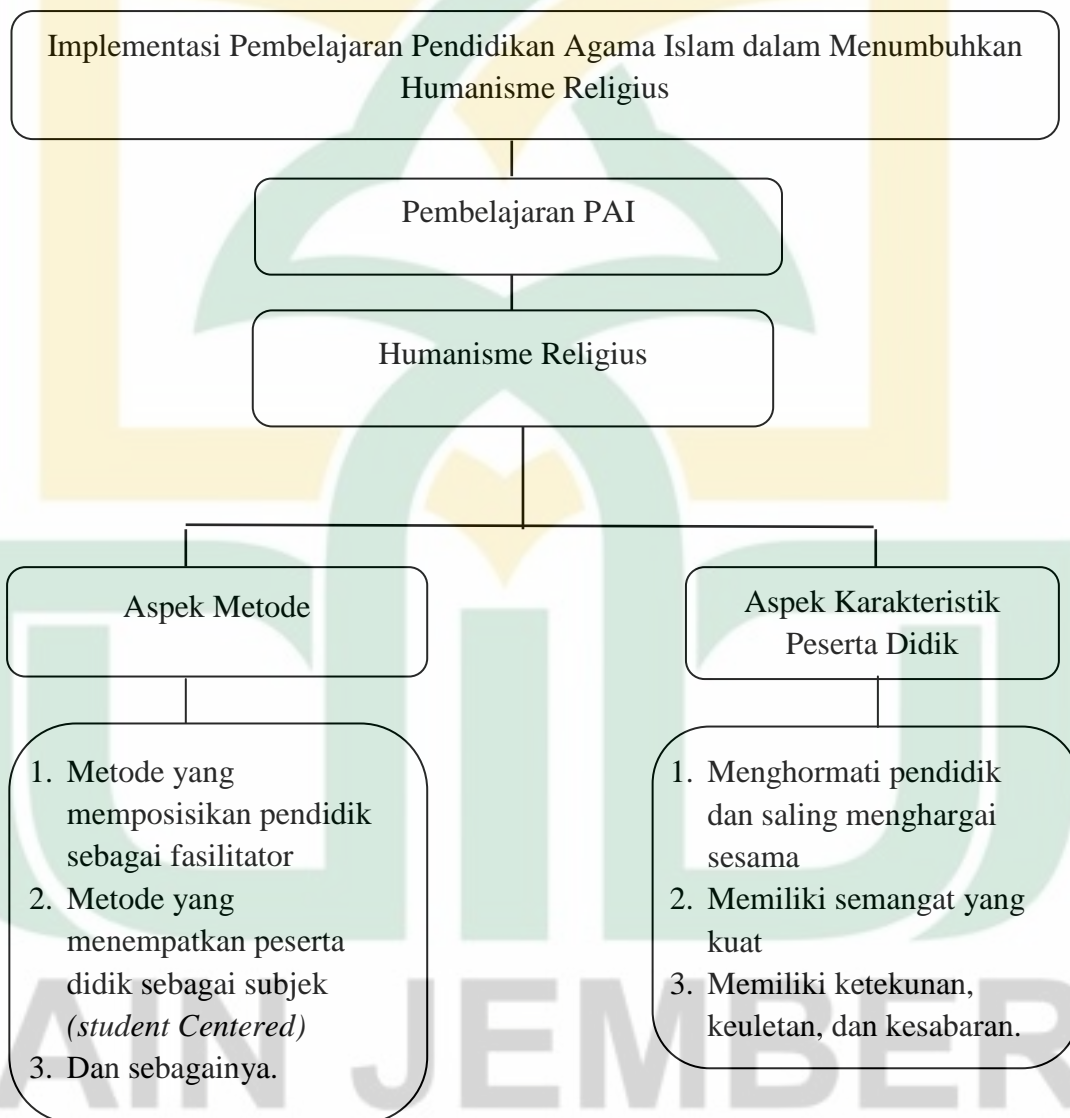 Implementasi Pembelajaran Pendidikan Agama Islam dalam Menumbuhkan
Humanisme Religius
Pembelajaran PAI
Humanisme Religius
Aspek Metode
Aspek Karakteristik
Peserta Didik
1. Metode yang
memposisikan pendidik
sebagai fasilitator
2. Metode yang
menempatkan peserta
didik sebagai subjek
(student Centered)
3. Dan sebagainya.
1. Menghormati pendidik
dan saling menghargai
sesama
2. Memiliki semangat yang
kuat
3. Memiliki ketekunan,
keuletan, dan kesabaran.
AIN JEMBER